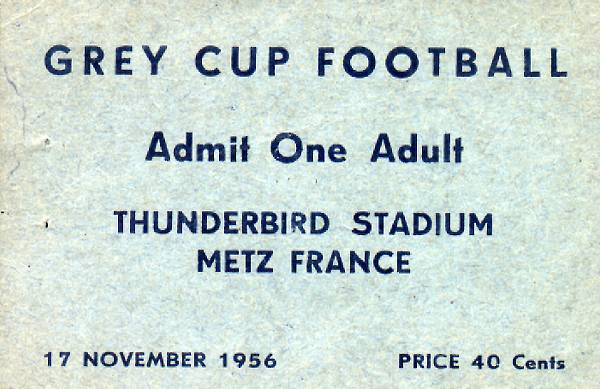 GREY CUP FOOTBALL
Admit One Adult
THUNDERBIRD STADIUM
METZ FRANCE
17 NOVEMBER 1956 PRICE 40 Cents